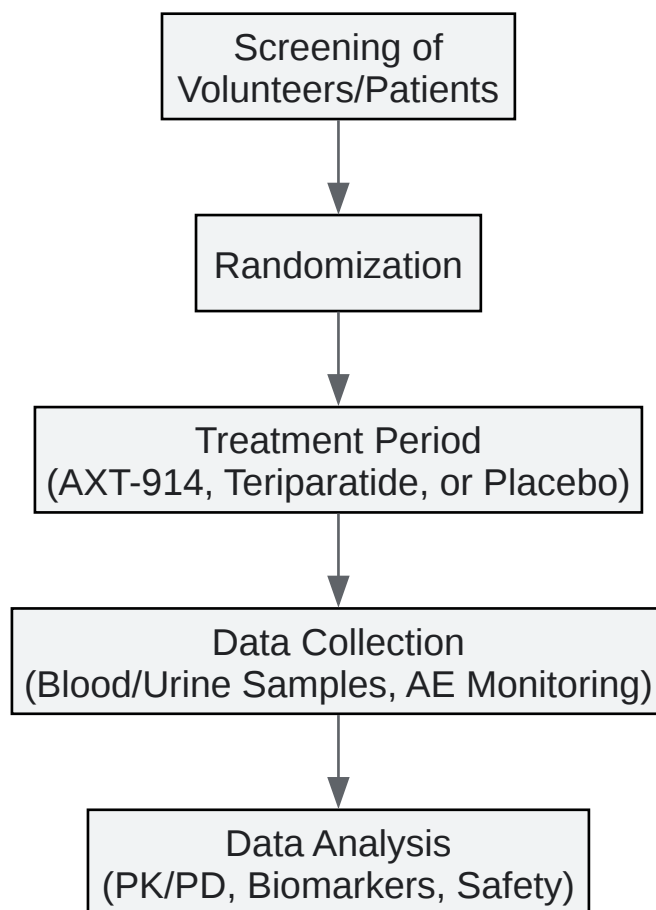 Screening of
Volunteers/Patients
Randomization
Treatment Period
(AXT-914, Teriparatide, or Placebo)
Data Collection
(Blood/Urine Samples, AE Monitoring)
Data Analysis
(PK/PD, Biomarkers, Safety)